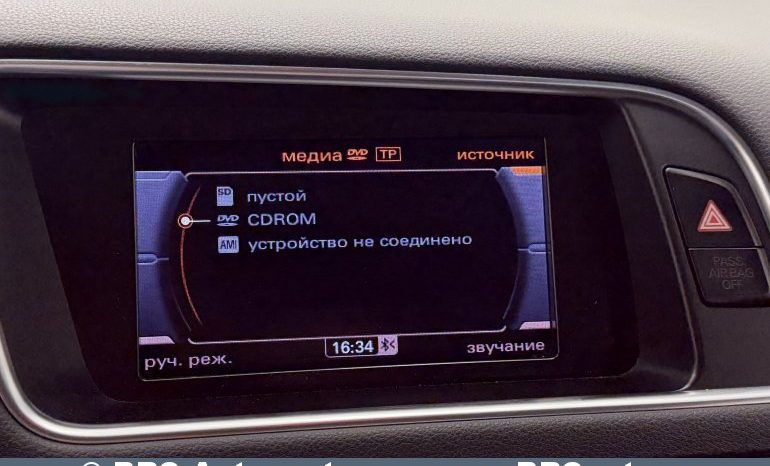 медиа DVD TP источник
SD пустой
DVD CDROM
AMI устройство не соединено
руч. реж. 16:34 звучание
PASS
AIR BAG
OFF